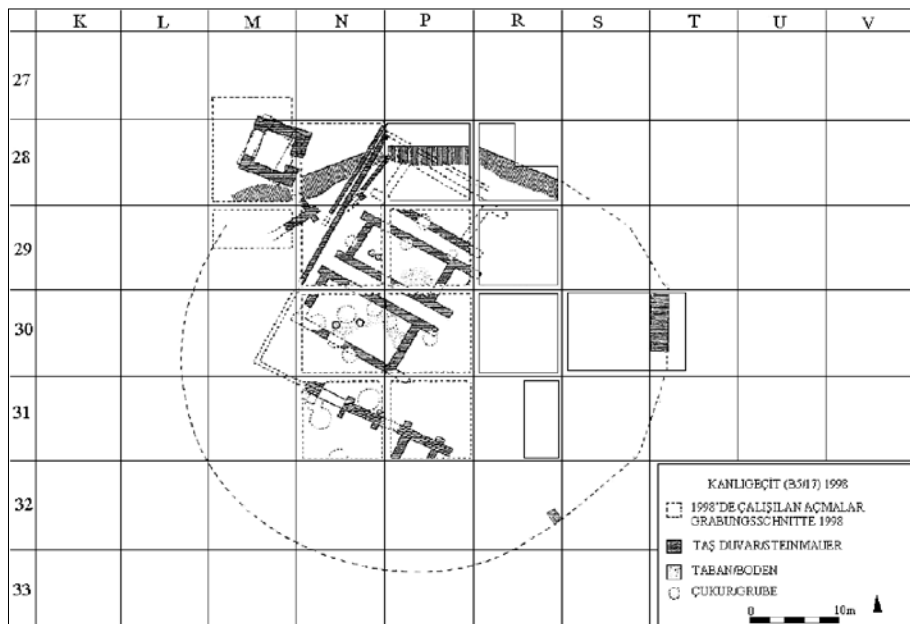 K L M N P R S T U V
27
28
29
30
31
32
33
KANLIGEÇİT (B5/17) 1998
1998'DE ÇALIŞILAN AÇMALAR
GRABUNGSSCHNITTE 1998
TAŞ DUVAR/STEINMAUER
TABAN/BODEN
ÇUKUR/GRUBE
0 10m